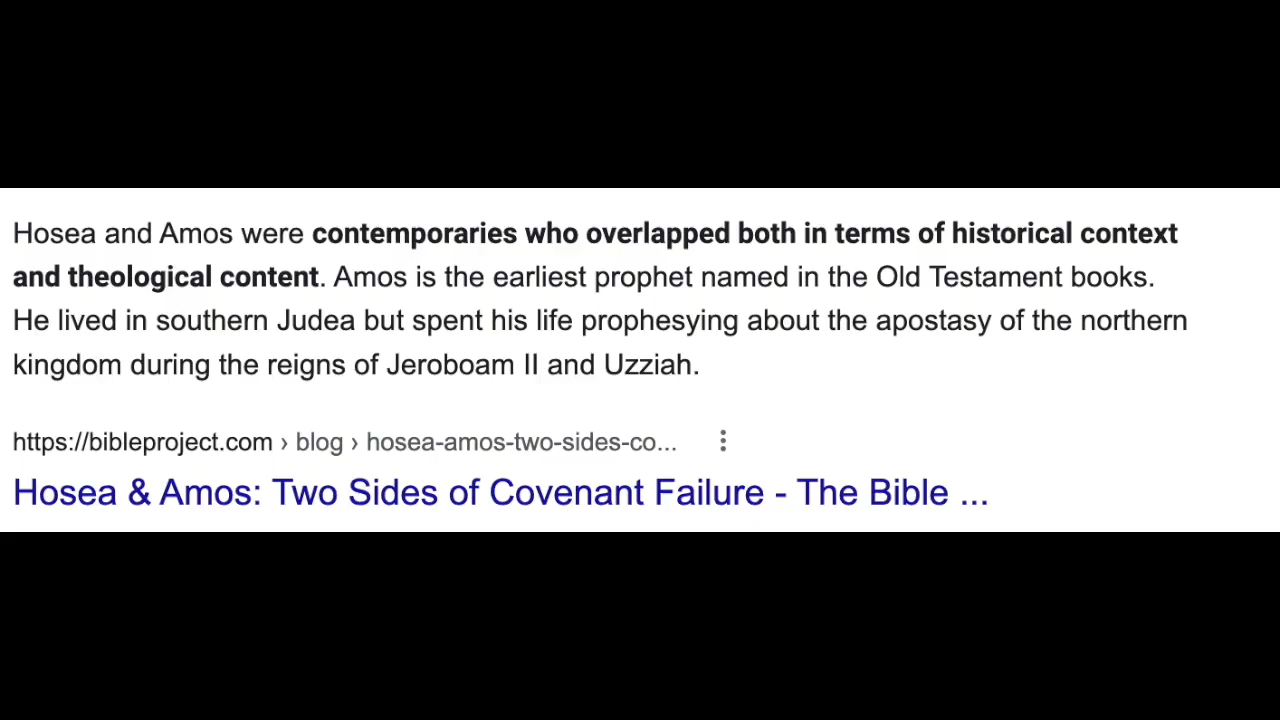 Hosea and Amos were contemporaries who overlapped both in terms of historical context
and theological content. Amos is the earliest prophet named in the Old Testament books.
He lived in southern Judea but spent his life prophesying about the apostasy of the northern
kingdom during the reigns of Jeroboam II and Uzziah.
https://bibleproject.com › blog › hosea-amos-two-sides-co...
Hosea & Amos: Two Sides of Covenant Failure - The Bible ...